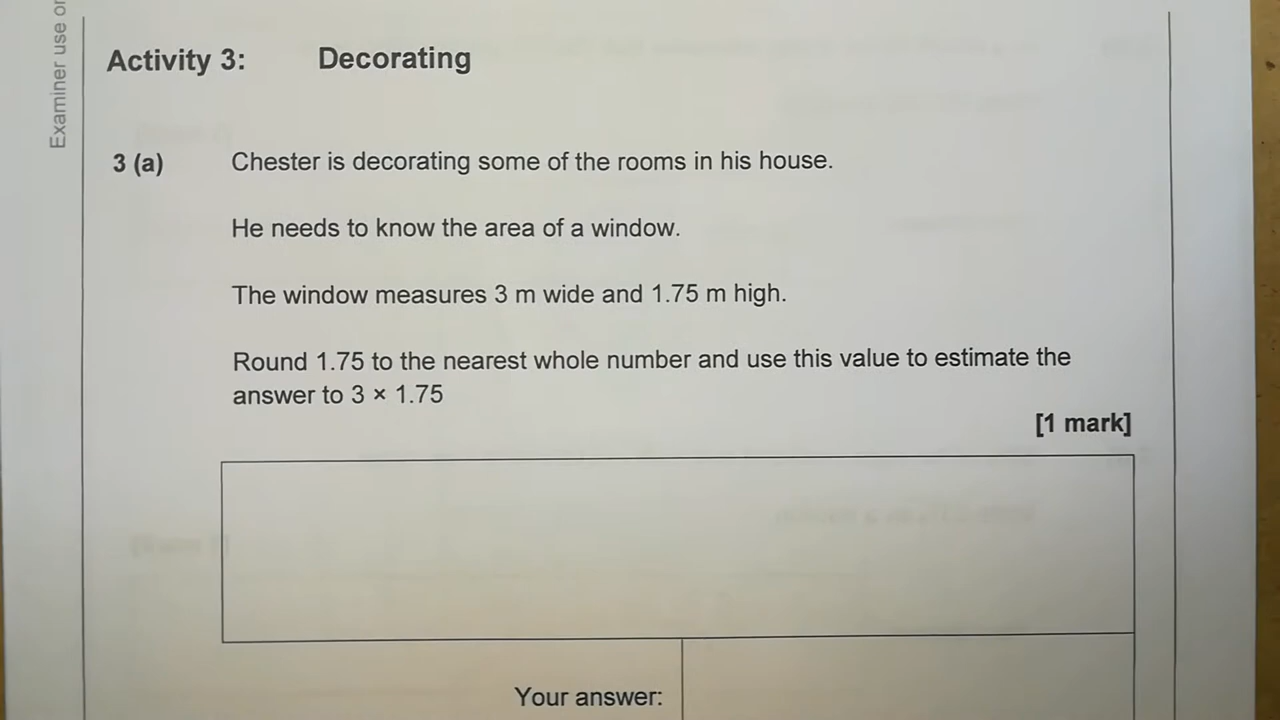 Examiner use
Activity 3: Decorating
3 (a) Chester is decorating some of the rooms in his house.
He needs to know the area of a window.
The window measures 3 m wide and 1.75 m high.
Round 1.75 to the nearest whole number and use this value to estimate the
answer to 3 × 1.75
[1 mark]
Your answer: